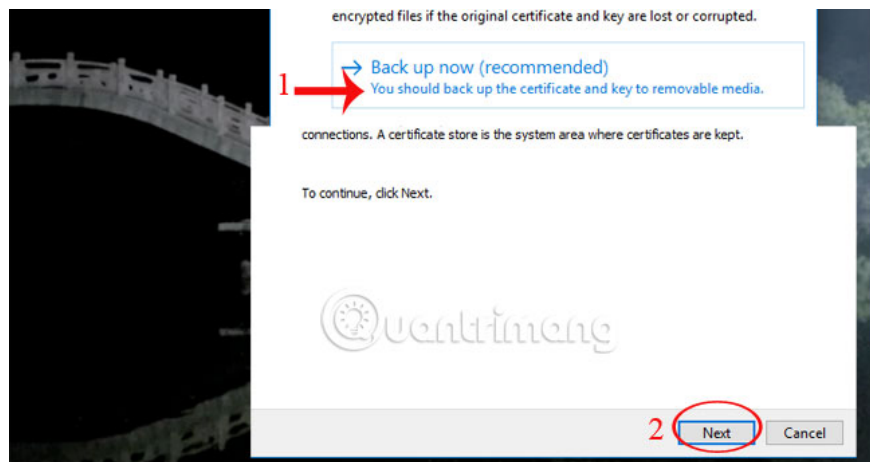 encrypted files if the original certificate and key are lost or corrupted.
Back up now (recommended)
1
You should back up the certificate and key to removable media.
connections. A certificate store is the system area where certificates are kept.
To continue, click Next.
Quantrimang
2
Next
Cancel